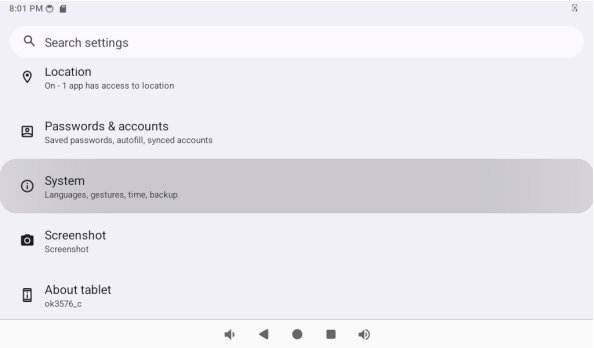 8:01 PM
Search settings
Location
On - 1 app has access to location
Passwords & accounts
Saved passwords, autofill, synced accounts
System
Languages, gestures, time, backup
Screenshot
Screenshot
About tablet
ok3576_c